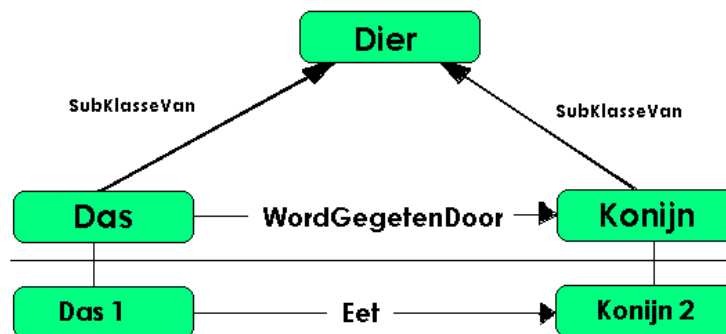 Dier
SubKlasseVan
SubKlasseVan
Das
WordGegetenDoor
Konijn
Das 1
Eet
Konijn 2